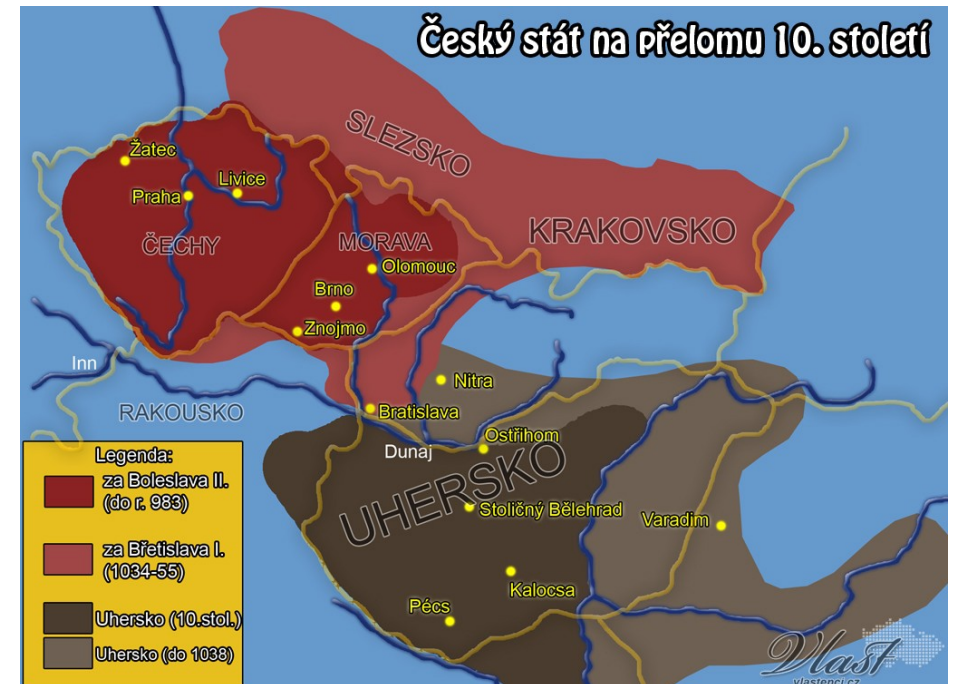 Český stát na přelomu 10. století
SLEZSKO
Žatec
Livice
Praha
KRAKOVSKO
ČECHY
MORAVA
Olomouc
Brno
Znojmo
Inn
Nitra
RAKOUSKO
Bratislava
Dunaj
Ostřihom
UHERSKO
Stoličný Bělehrad
Varadim
Kalocsa
Pécs
Legenda:
za Boleslava II.
(do r. 983)
za Břetislava I.
(1034-55)
Uhersko (10.stol.)
Uhersko (do 1038)
Vlast
vlastenci.cz